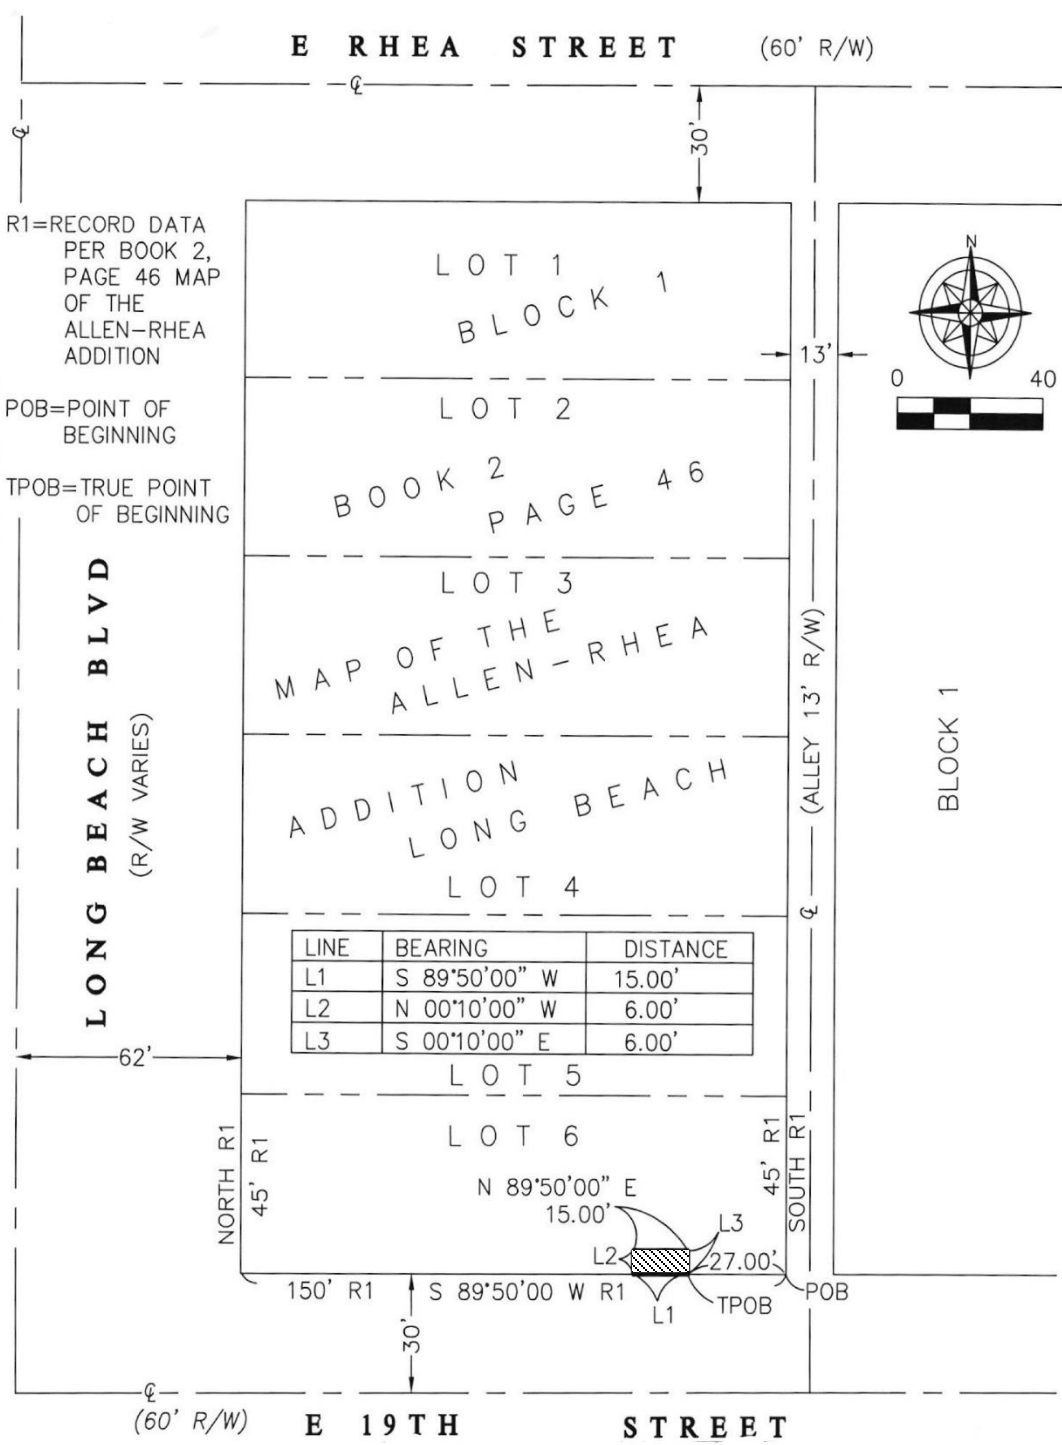 E RHEA STREET (60' R/W)
℄
℄
30'
R1=RECORD DATA
PER BOOK 2,
PAGE 46 MAP
OF THE
ALLEN-RHEA
ADDITION
POB=POINT OF
BEGINNING
TPOB=TRUE POINT
OF BEGINNING
LOT 1
BLOCK 1
13'
N
0 40
LOT 2
BOOK 2
PAGE 46
LOT 3
MAP OF THE
ALLEN-RHEA
ADDITION
LONG BEACH
LOT 4
LONG BEACH BLVD
(R/W VARIES)
(ALLEY 13' R/W)
℄
BLOCK 1
LINE BEARING DISTANCE
L1 S 89°50'00" W 15.00'
L2 N 00°10'00" W 6.00'
L3 S 00°10'00" E 6.00'
62'
LOT 5
LOT 6
NORTH R1
45' R1
45' R1
SOUTH R1
N 89°50'00" E
15.00'
L3
L2
27.00'
150' R1 S 89°50'00 W R1
L1
TPOB
POB
30'
℄
(60' R/W)
E 19TH STREET